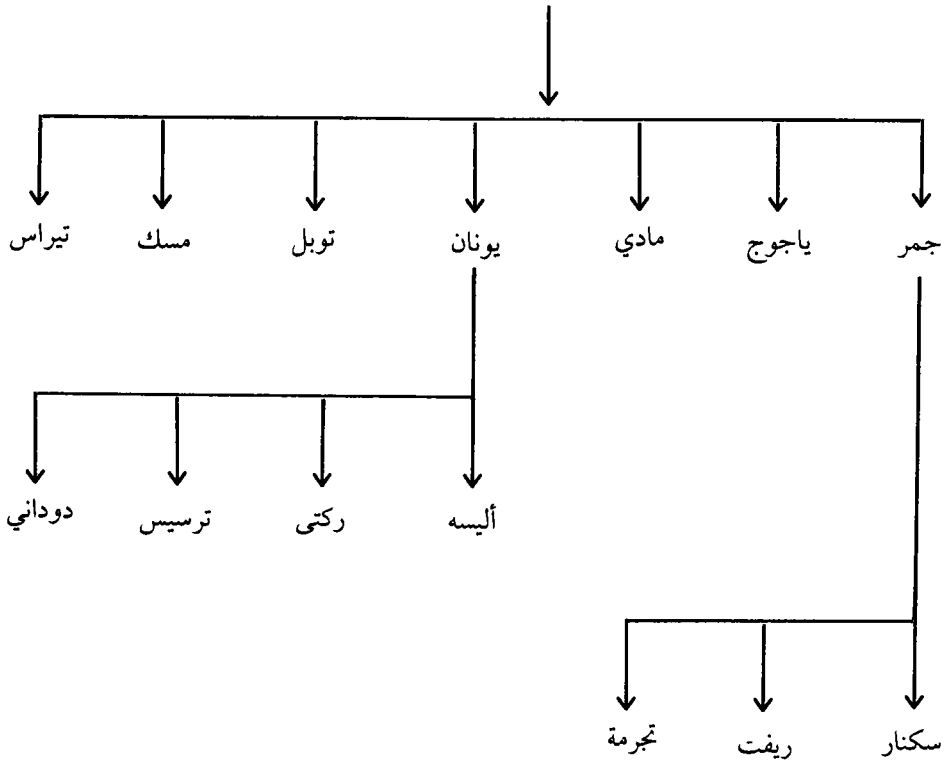 جمر ياجوج مادي يونان توبل مسك تيراس
أليسه ركتى ترسيس دوداني
سكنار ريفت تجرمة